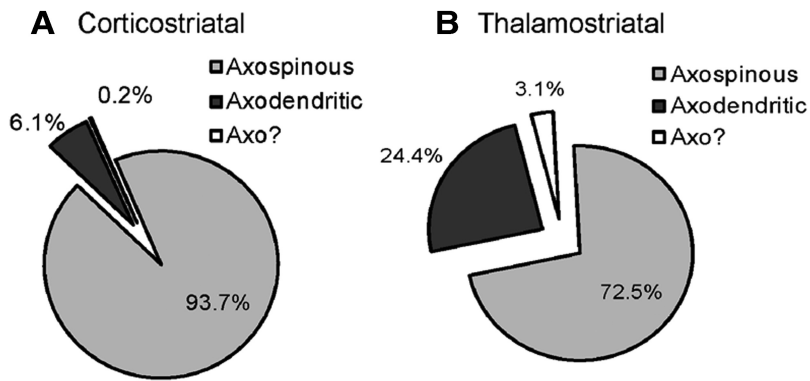 A Corticostriatal
Axospinous
Axodendritic
Axo?
0.2%
6.1%
93.7%
B Thalamostriatal
Axospinous
Axodendritic
Axo?
3.1%
24.4%
72.5%